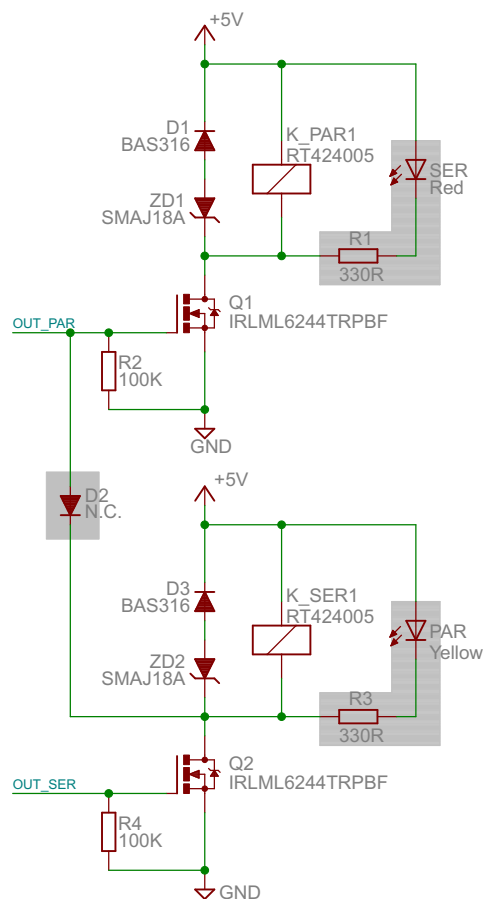 +5V
D1
BAS316
K_PAR1
RT424005
SER
Red
ZD1
SMAJ18A
R1
330R
Q1
IRLML6244TRPBF
OUT_PAR
R2
100K
GND
+5V
D2
N.C.
D3
BAS316
K_SER1
RT424005
PAR
Yellow
ZD2
SMAJ18A
R3
330R
Q2
IRLML6244TRPBF
OUT_SER
R4
100K
GND